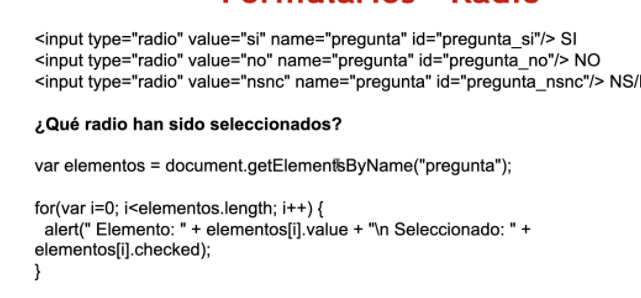 Formularios - Radio
<input type="radio" value="si" name="pregunta" id="pregunta_si"/> SI
<input type="radio" value="no" name="pregunta" id="pregunta_no"/> NO
<input type="radio" value="nsnc" name="pregunta" id="pregunta_nsnc"/> NS/
¿Qué radio han sido seleccionados?
var elementos = document.getElementsByName("pregunta");
for(var i=0; i<elementos.length; i++) {
alert(" Elemento: " + elementos[i].value + "\n Seleccionado: " +
elementos[i].checked);
}